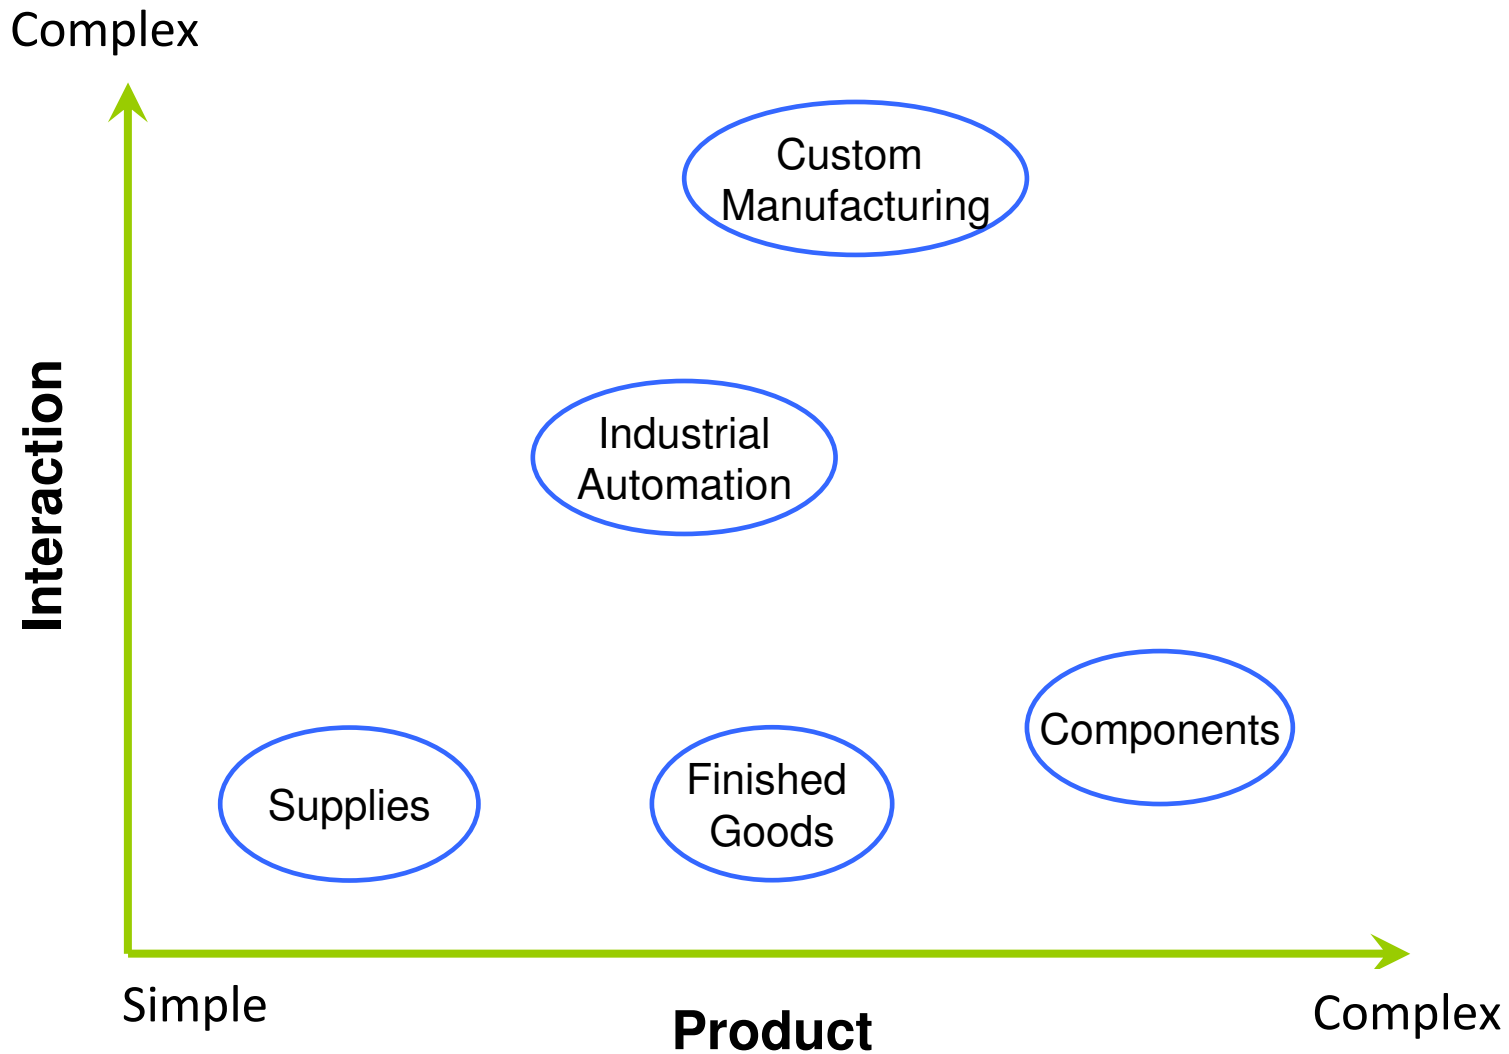 Complex
Custom
Manufacturing
Interaction
Industrial
Automation
Components
Supplies
Finished
Goods
Simple
Product
Complex